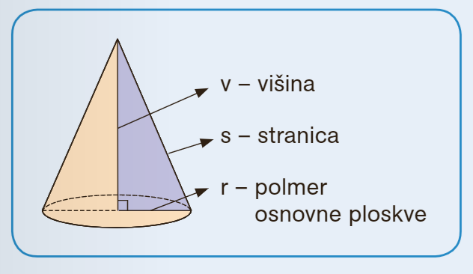 v – višina
s – stranica
r – polmer
osnovne ploskve